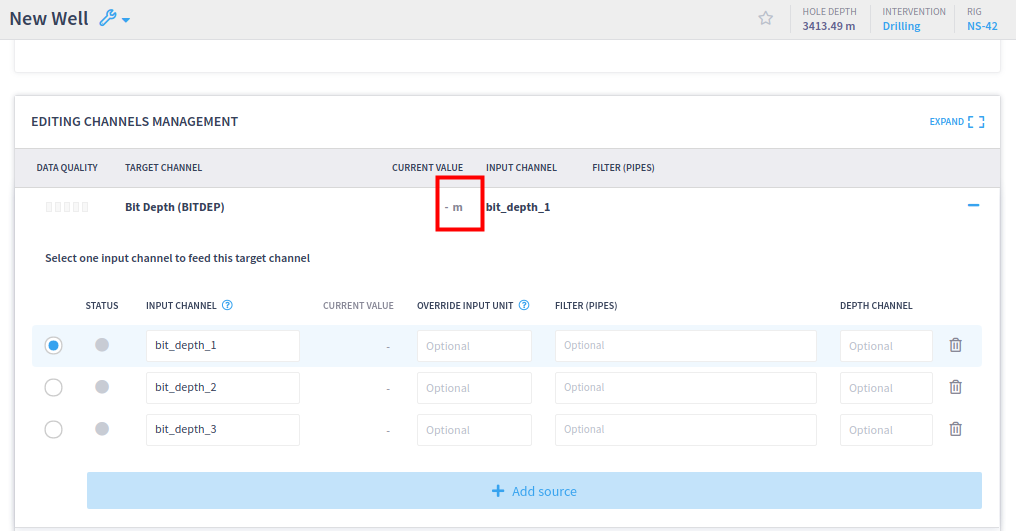 New Well
HOLE DEPTH
3413.49 m
INTERVENTION
Drilling
RIG
NS-42
EDITING CHANNELS MANAGEMENT
EXPAND
DATA QUALITY TARGET CHANNEL CURRENT VALUE INPUT CHANNEL FILTER (PIPES)
Bit Depth (BITDEP) - m bit_depth_1
Select one input channel to feed this target channel
STATUS INPUT CHANNEL ? CURRENT VALUE OVERRIDE INPUT UNIT ? FILTER (PIPES) DEPTH CHANNEL
bit_depth_1 - Optional Optional Optional
bit_depth_2 - Optional Optional Optional
bit_depth_3 - Optional Optional Optional
+ Add source